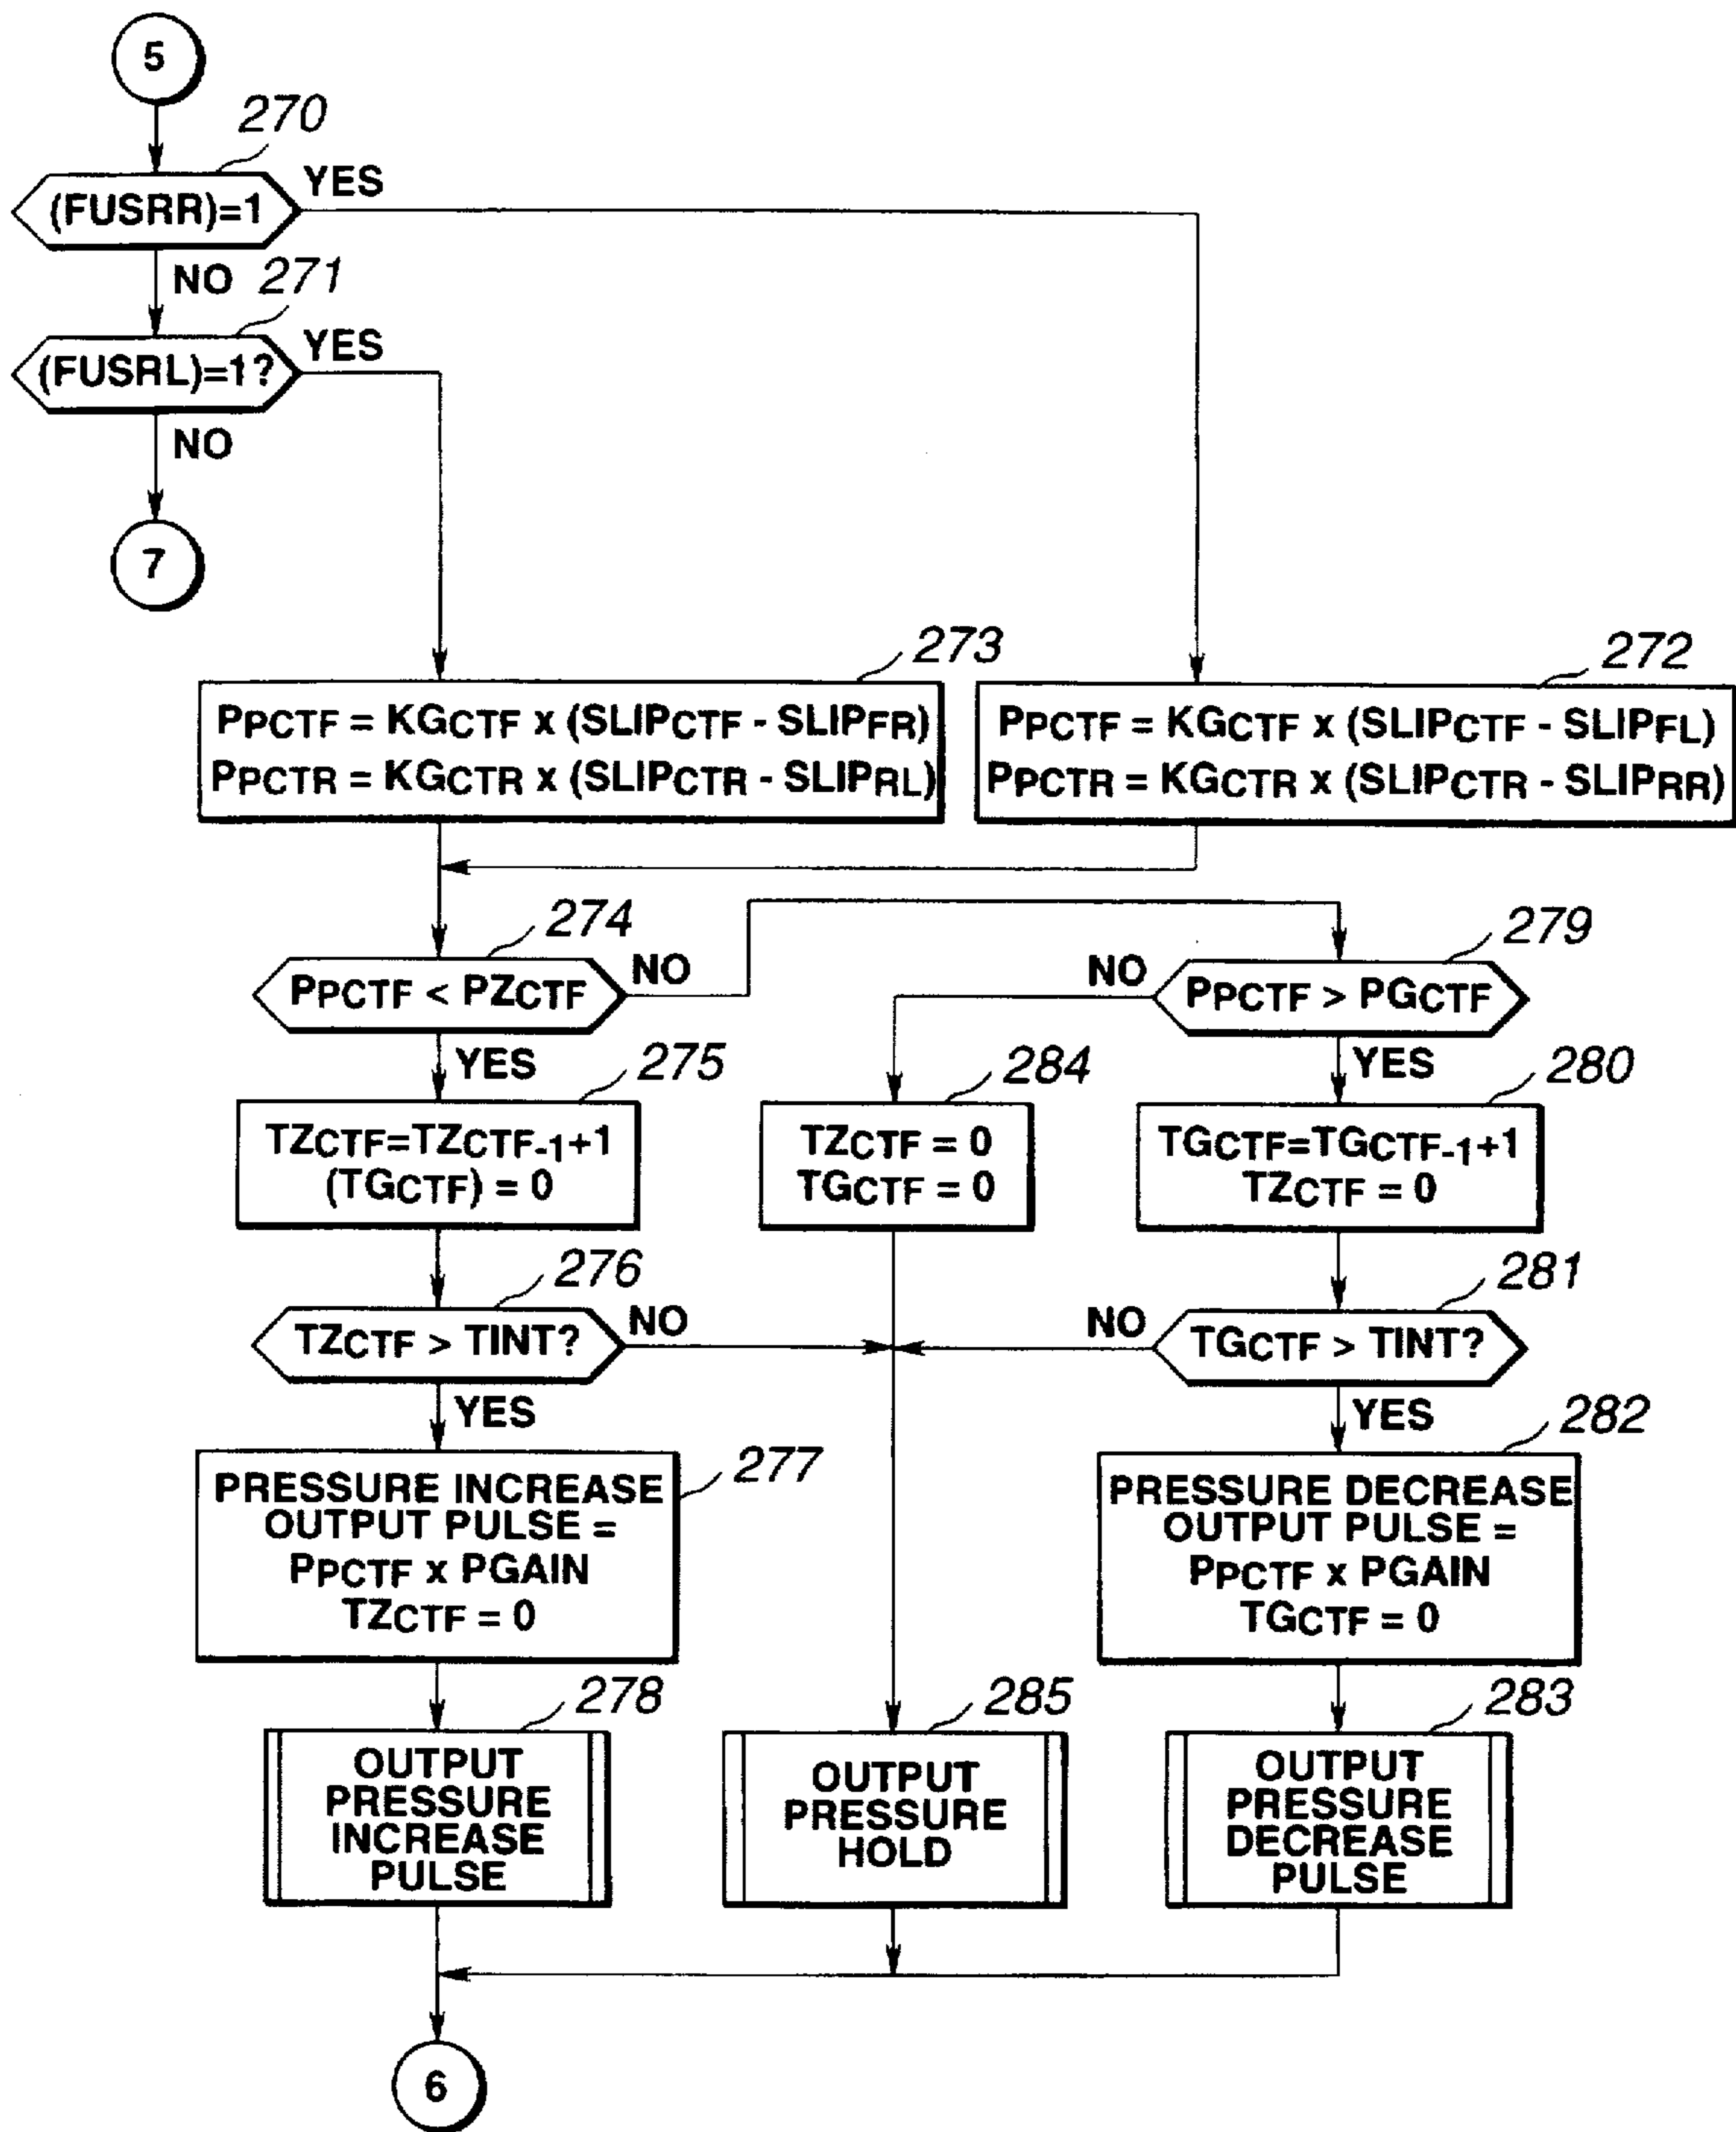 5
270
(FUSRR)=1
YES
NO
271
(FUSRL)=1?
YES
NO
7
273
PPCTF = KGCTF x (SLIPCTF - SLIPFR)
PPCTR = KGCTR x (SLIPCTR - SLIPRL)
272
PPCTF = KGCTF x (SLIPCTF - SLIPFL)
PPCTR = KGCTR x (SLIPCTR - SLIPRR)
274
PPCTF < PZCTF
NO
YES
279
NO
PPCTF > PGCTF
YES
275
TZCTF=TZCTF-1+1
(TGCTF) = 0
284
TZCTF = 0
TGCTF = 0
280
TGCTF=TGCTF-1+1
TZCTF = 0
276
TZCTF > TINT?
NO
YES
281
NO
TGCTF > TINT?
YES
277
PRESSURE INCREASE
OUTPUT PULSE =
PPCTF x PGAIN
TZCTF = 0
282
PRESSURE DECREASE
OUTPUT PULSE =
PPCTF x PGAIN
TGCTF = 0
278
OUTPUT
PRESSURE
INCREASE
PULSE
285
OUTPUT
PRESSURE
HOLD
283
OUTPUT
PRESSURE
DECREASE
PULSE
6